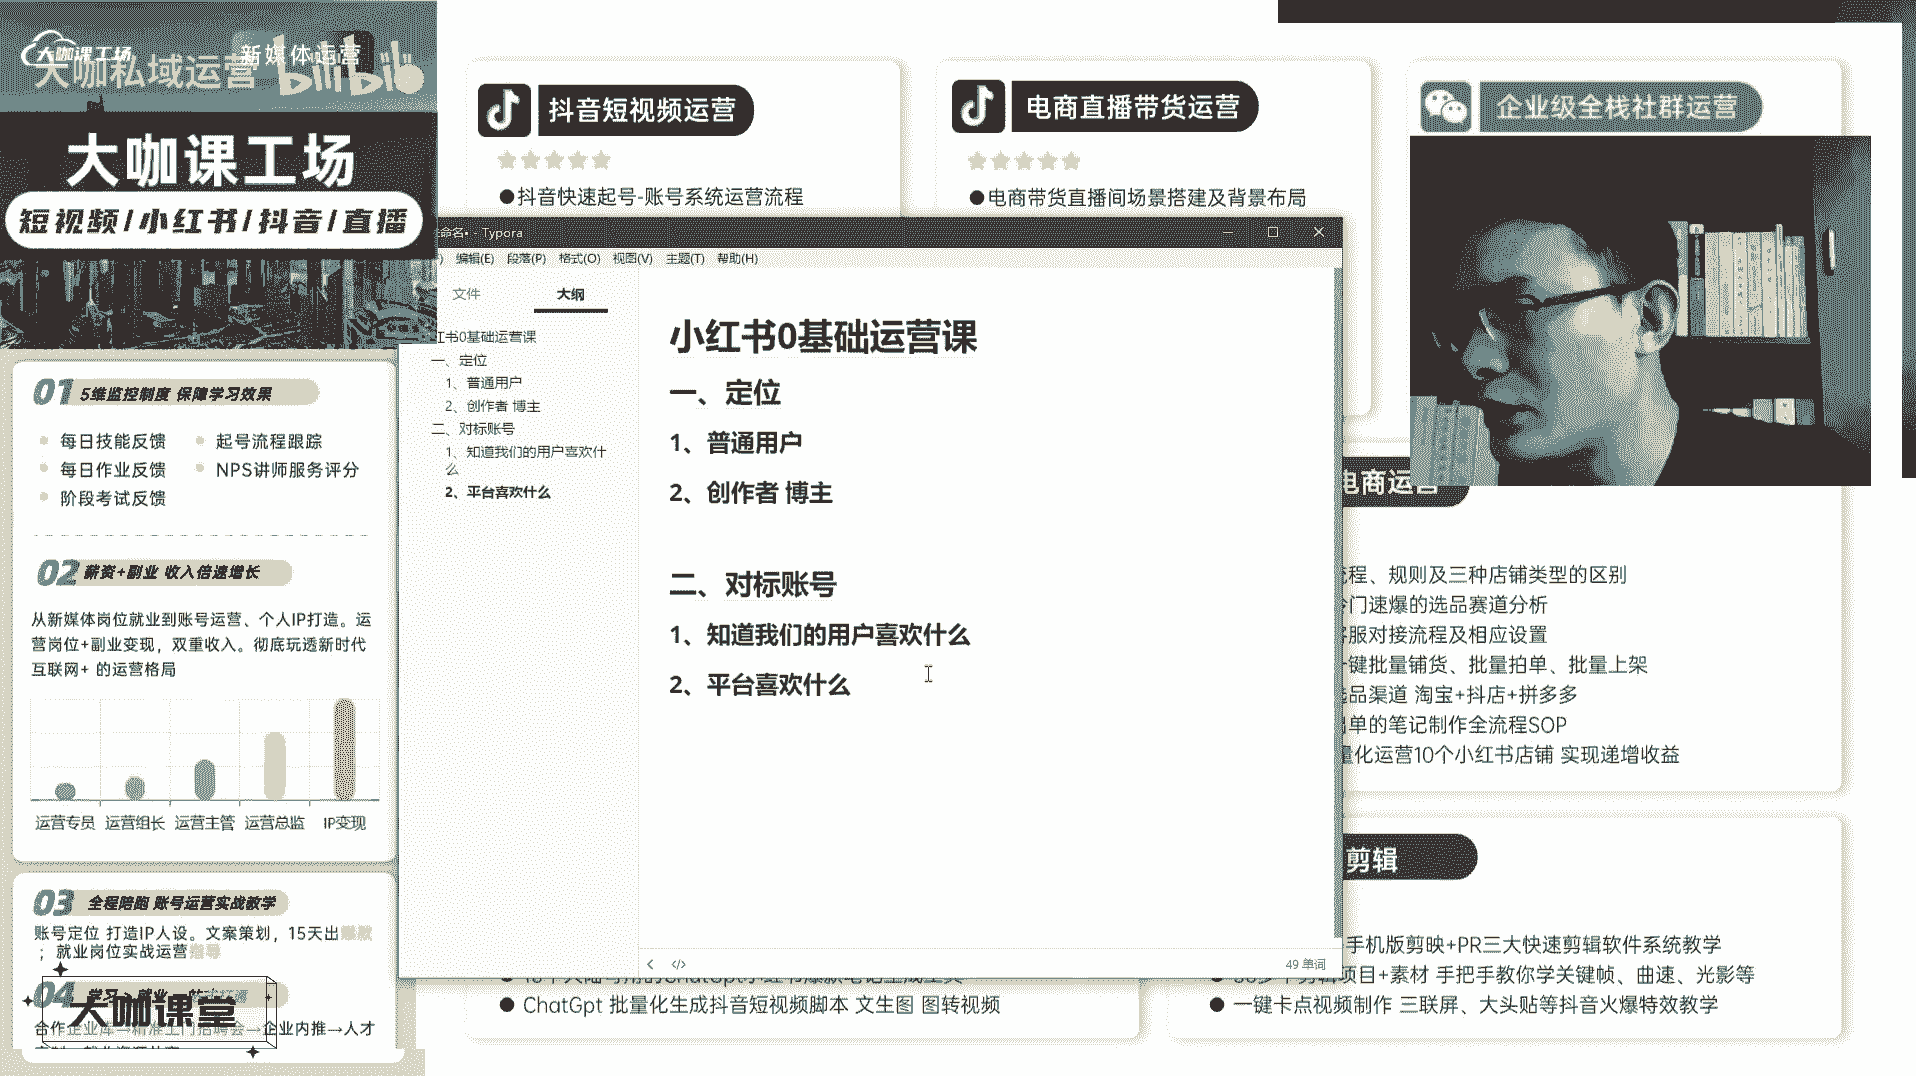 大咖课工场
新媒体运营
大咖私域运营
bilibili
大咖课工场
短视频/小红书/抖音/直播
01 5维监控制度 保障学习效果
每日技能反馈
起号流程跟踪
每日作业反馈
NPS讲师服务评分
阶段考试反馈
02 薪资+副业 收入倍速增长
从新媒体岗位就业到账号运营、个人IP打造。运
营岗位+副业变现，双重收入。彻底玩透新时代
互联网+ 的运营格局
运营专员 运营组长 运营主管 运营总监 IP变现
03 全程陪跑 账号运营实战教学
账号定位 打造IP人设。文案策划，15天出爆款
；就业岗位实战运营指导
04
大咖课堂
企业内推→人才
抖音短视频运营
●抖音快速起号-账号系统运营流程
电商直播带货运营
●电商带货直播间场景搭建及背景布局
企业级全栈社群运营
- Typora
编辑(E) 段落(P) 格式(O) 视图(V) 主题(T) 帮助(H)
文件 大纲
红书0基础运营课
一、定位
1、普通用户
2、创作者 博主
二、对标账号
1、知道我们的用户喜欢什
么
2、平台喜欢什么
小红书0基础运营课
一、定位
1、普通用户
2、创作者 博主
二、对标账号
1、知道我们的用户喜欢什么
2、平台喜欢什么
49 单词
电商运营
流程、规则及三种店铺类型的区别
冷门速爆的选品赛道分析
客服对接流程及相应设置
一键批量铺货、批量拍单、批量上架
选品渠道 淘宝+抖店+拼多多
出单的笔记制作全流程SOP
量化运营10个小红书店铺 实现递增收益
● ChatGpt 批量化生成抖音短视频脚本 文生图 图转视频
剪辑
手机版剪映+PR三大快速剪辑软件系统教学
项目+素材 手把手教你学关键帧、曲速、光影等
● 一键卡点视频制作 三联屏、大头贴等抖音火爆特效教学